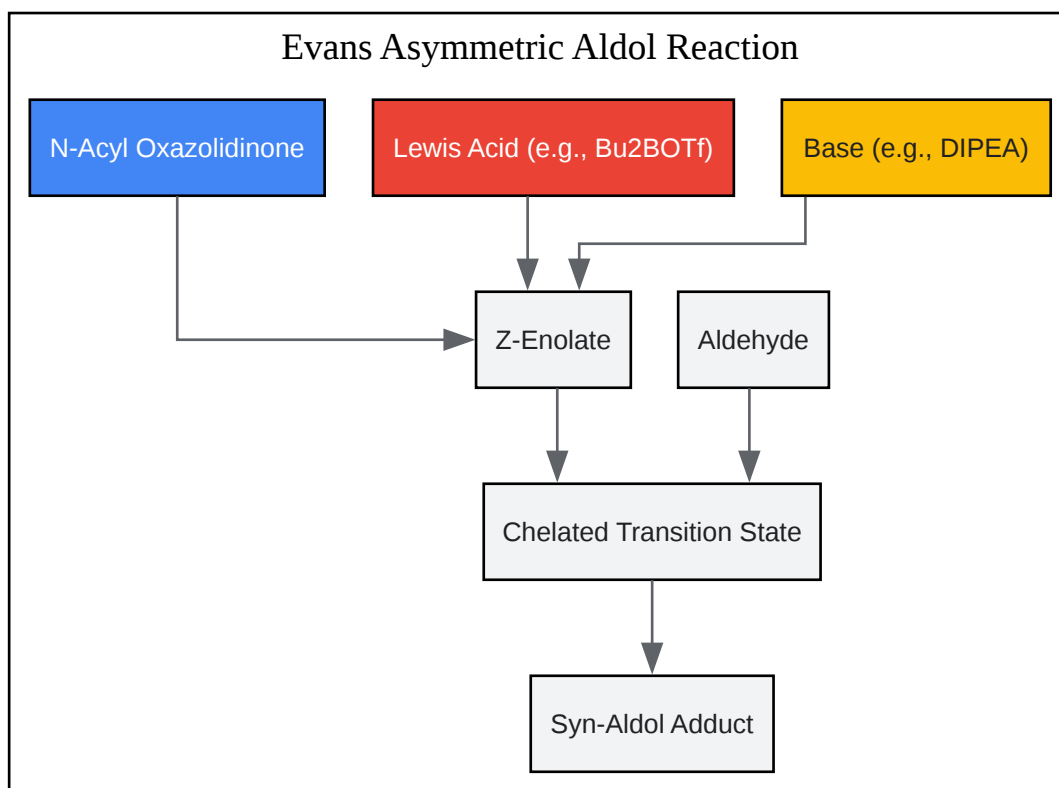 Evans Asymmetric Aldol Reaction
N-Acyl Oxazolidinone
Lewis Acid (e.g., Bu2BOTf)
Base (e.g., DIPEA)
Z-Enolate
Aldehyde
Chelated Transition State
Syn-Aldol Adduct